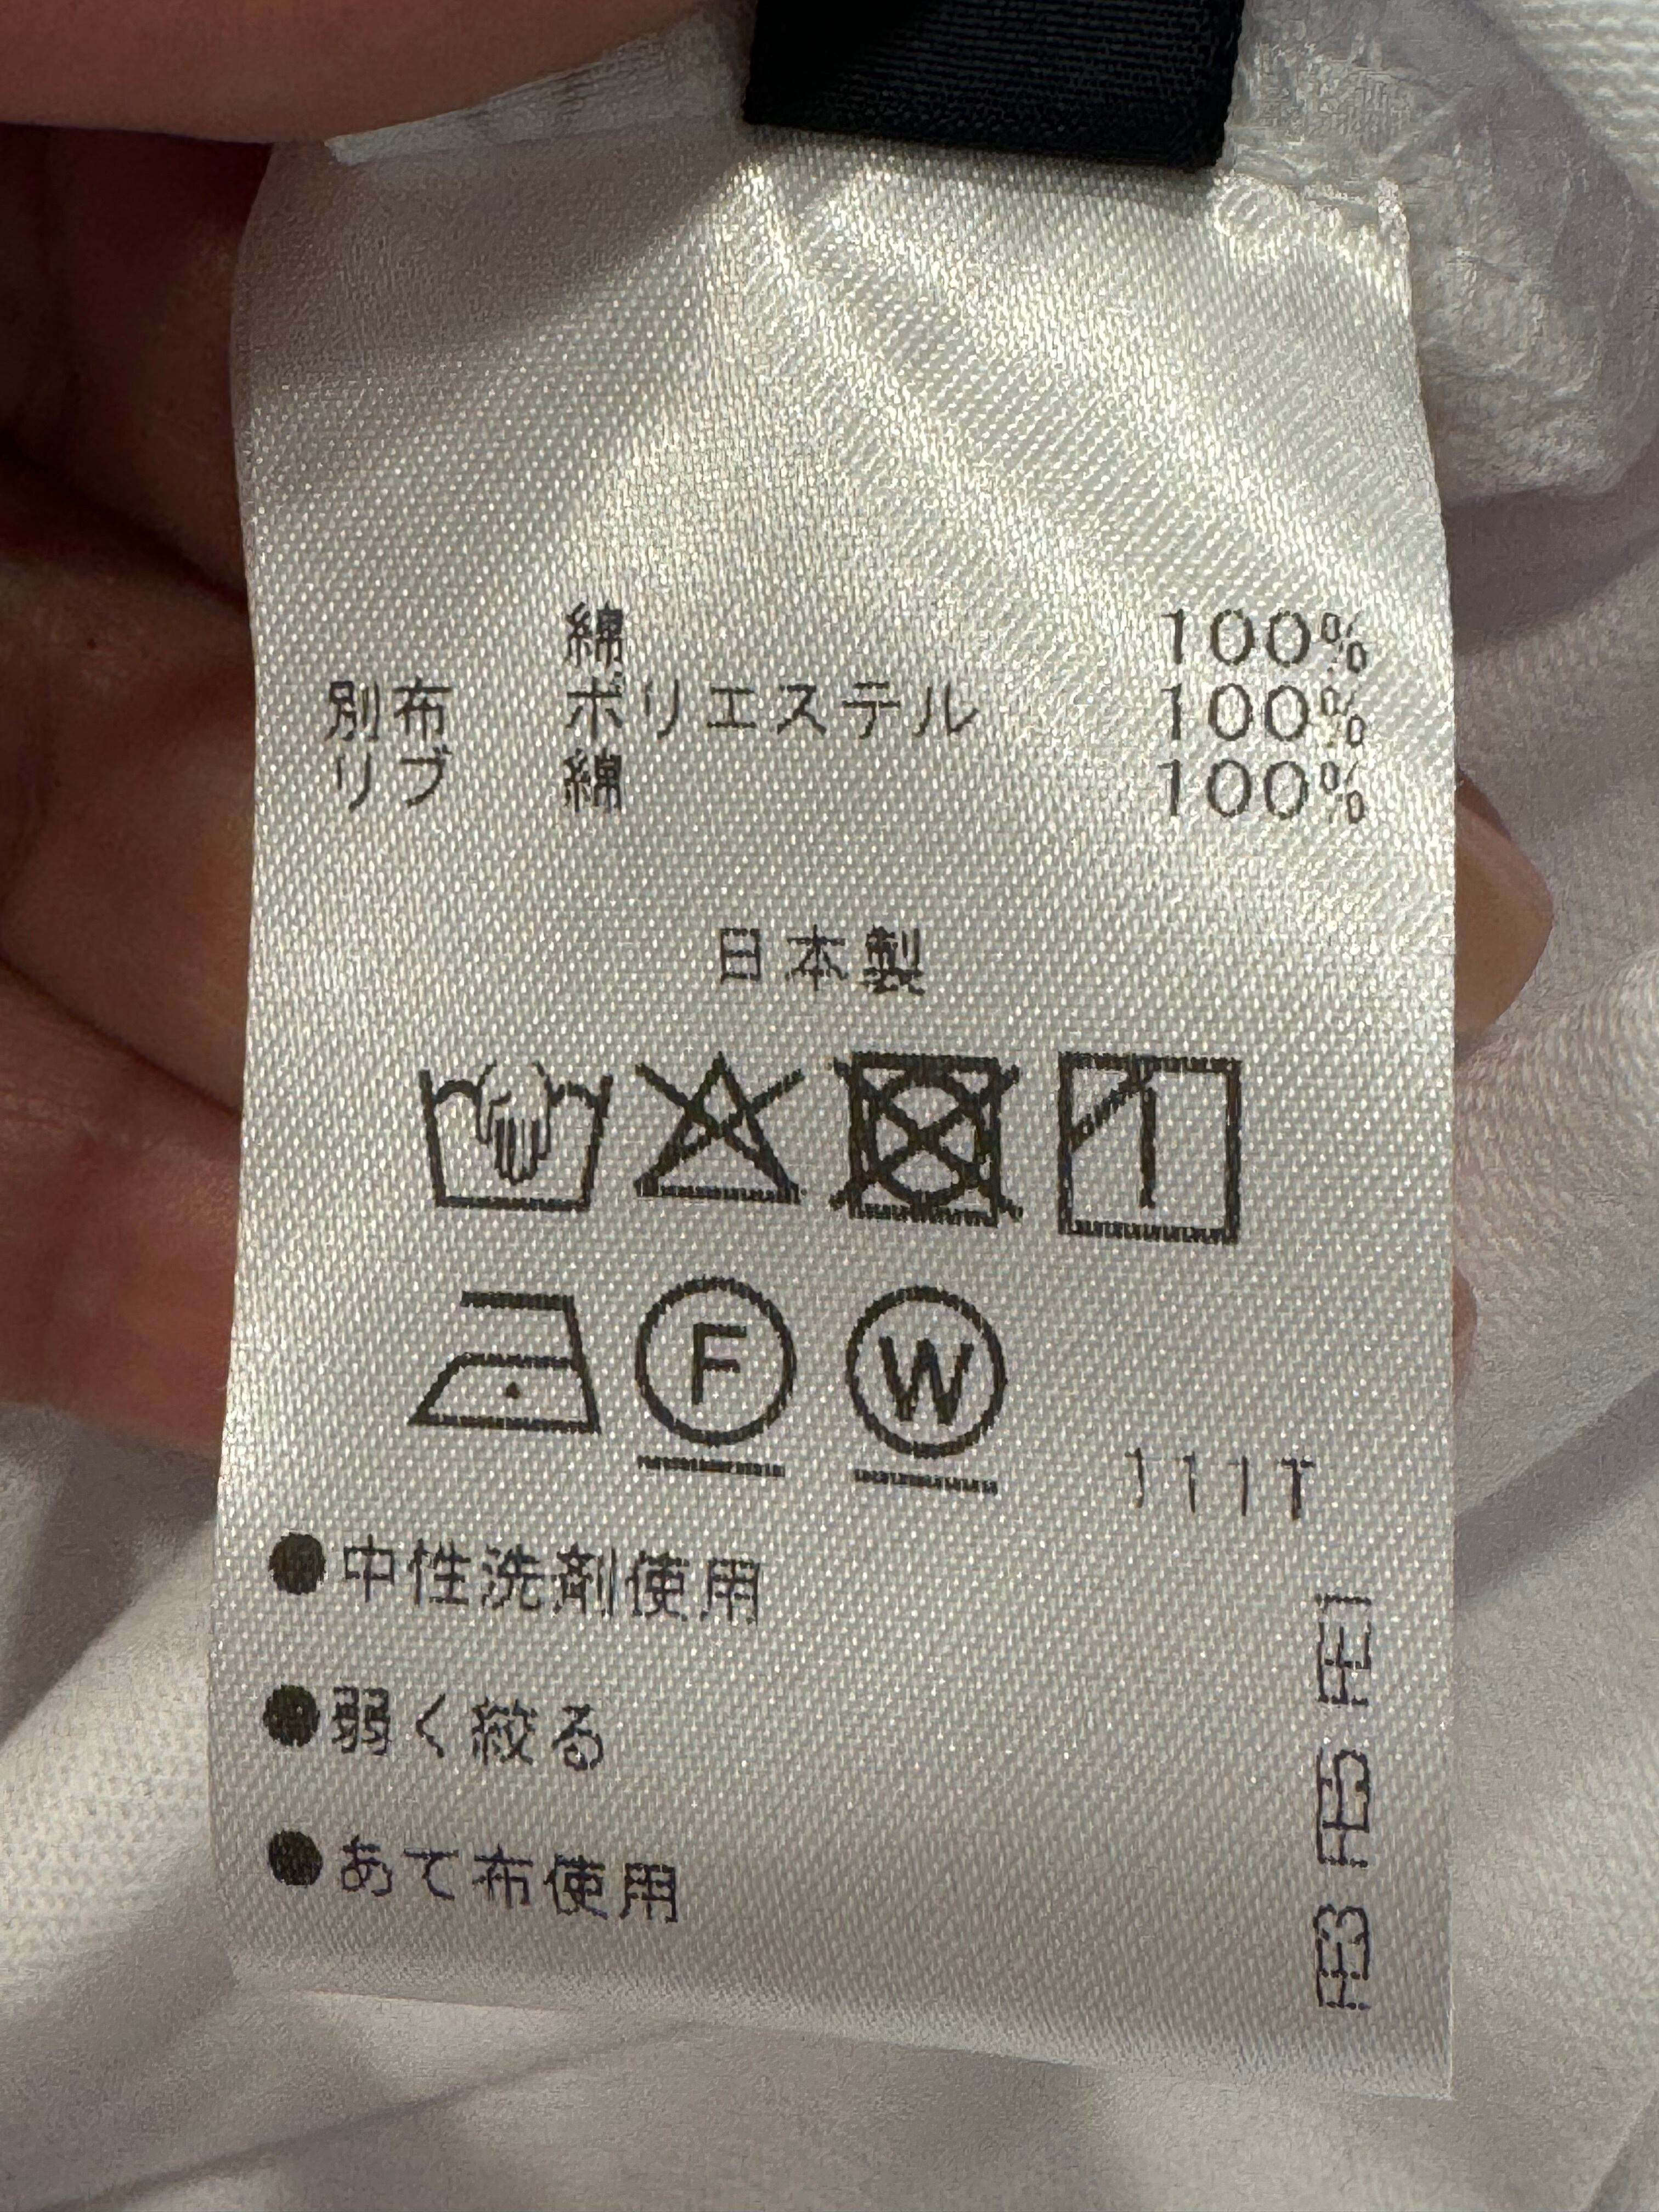 綿 100%
別布 ポリエステル 100%
リブ 綿 100%
日本製
F W
111T
●中性洗剤使用
●弱く絞る
●あて布使用